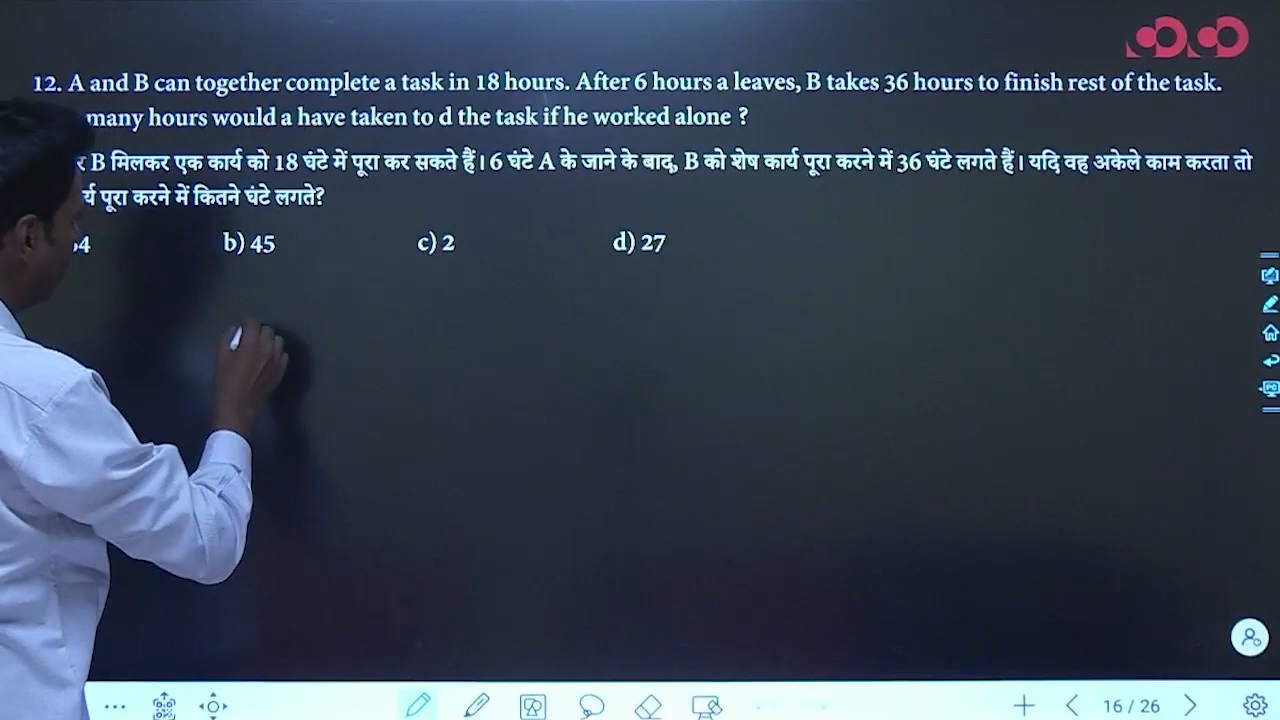 12. A and B can together complete a task in 18 hours. After 6 hours a leaves, B takes 36 hours to finish rest of the task.
many hours would a have taken to d the task if he worked alone ?
B मिलकर एक कार्य को 18 घंटे में पूरा कर सकते हैं। 6 घंटे A के जाने के बाद, B को शेष कार्य पूरा करने में 36 घंटे लगते हैं। यदि वह अकेले काम करता तो
पूरा करने में कितने घंटे लगते?
4 b) 45 c) 2 d) 27
PC
16 / 26